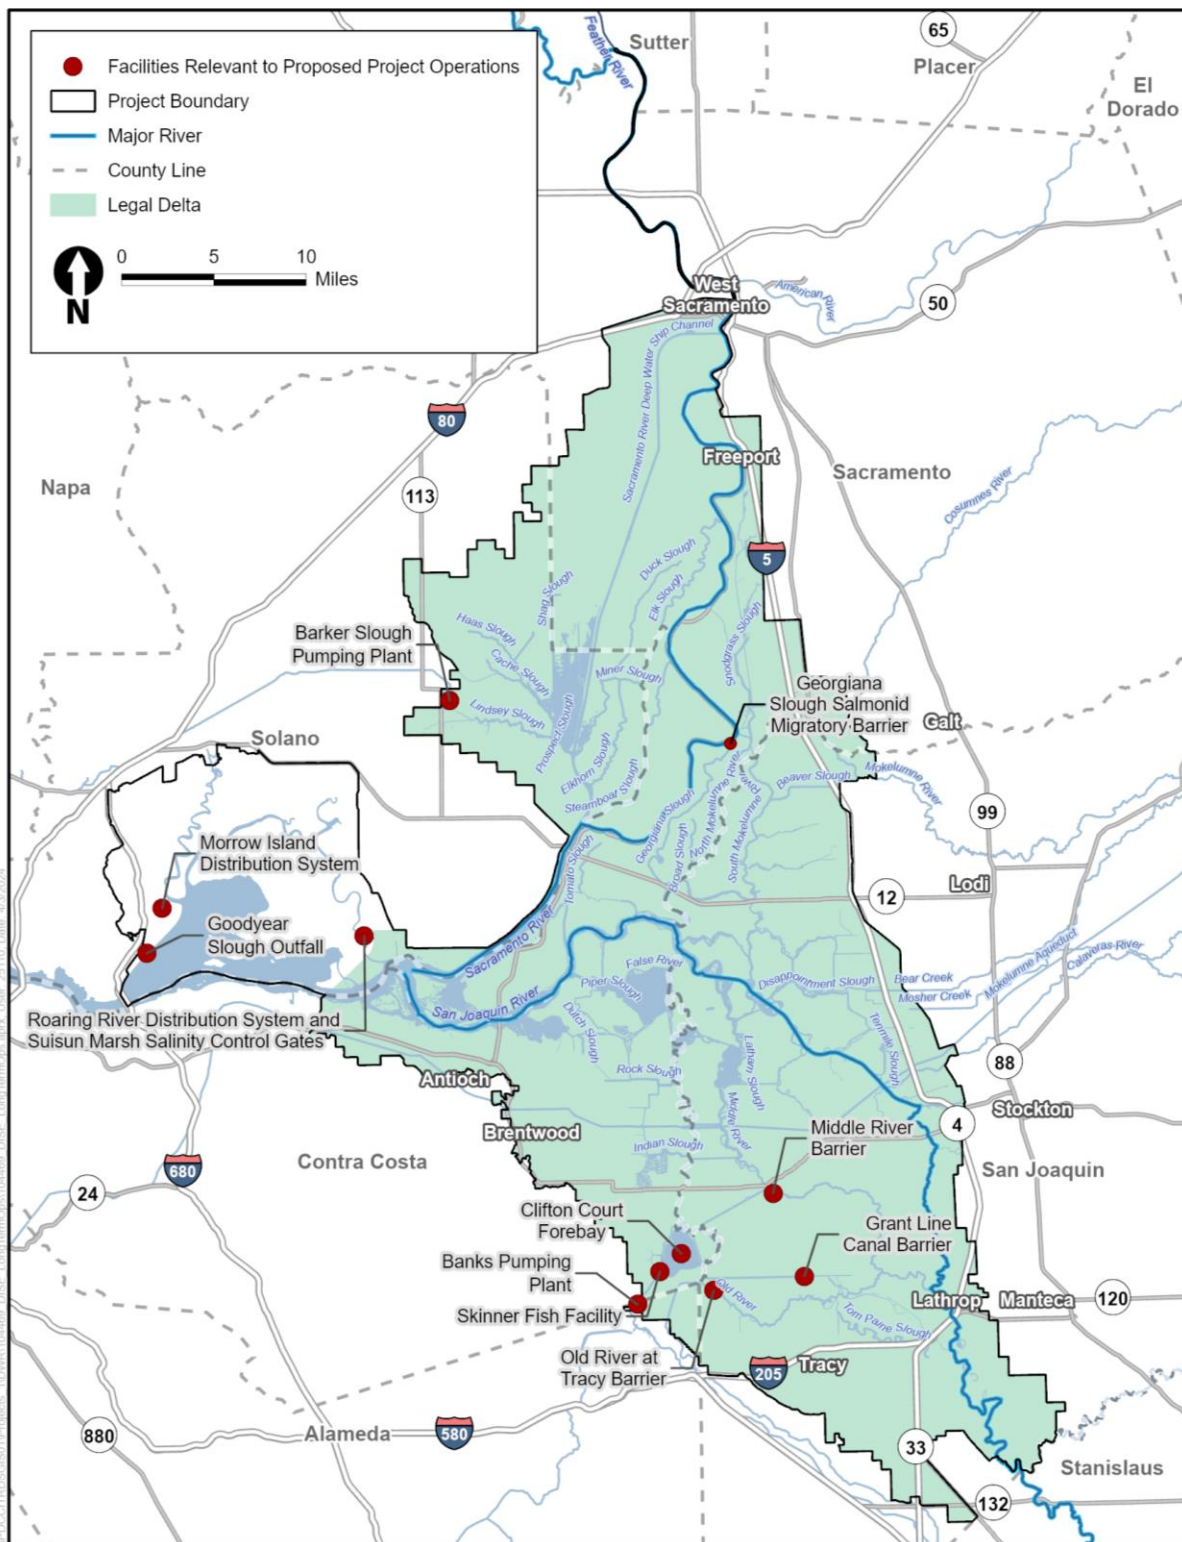 Facilities Relevant to Proposed Project Operations
Project Boundary
Major River
County Line
Legal Delta
N
0 5 10
Miles
Feather River
Sutter
65
Placer
El
Dorado
West
Sacramento
American River
50
Sacramento River Deep Water Ship Channel
80
Freeport
Sacramento
Napa
113
Cosumnes River
5
Duck Slough
Elk Slough
Shag Slough
Haas Slough
Cache Slough
Snodgrass Slough
Barker Slough
Pumping Plant
Miner Slough
Lindsey Slough
Prospect Slough
Georgiana
Slough Salmonid
Migratory Barrier
Galt
Solano
Elkhorn Slough
Steamboat Slough
Beaver Slough
Mokelumne River
Georgiana Slough
North Mokelumne River
South Mokelumne River
Broad Slough
Tomato Slough
99
Morrow Island
Distribution System
12
Lodi
Goodyear
Slough Outfall
Sacramento River
San Joaquin River
False River
Piper Slough
Dutch Slough
Disappointment Slough
Bear Creek
Mosher Creek
Mokelumne Aqueduct
Calaveras River
Roaring River Distribution System and
Suisun Marsh Salinity Control Gates
Tenmile Slough
Latham Slough
Rock Slough
88
Antioch
Stockton
Brentwood
Middle River
Indian Slough
Middle River
Barrier
4
680
Contra Costa
San Joaquin
24
Clifton Court
Forebay
Grant Line
Canal Barrier
Banks Pumping
Plant
Skinner Fish Facility
Old River
Tom Paine Slough
Lathrop
Manteca
120
Old River at
Tracy Barrier
205
Tracy
880
Alameda
580
33
Stanislaus
132